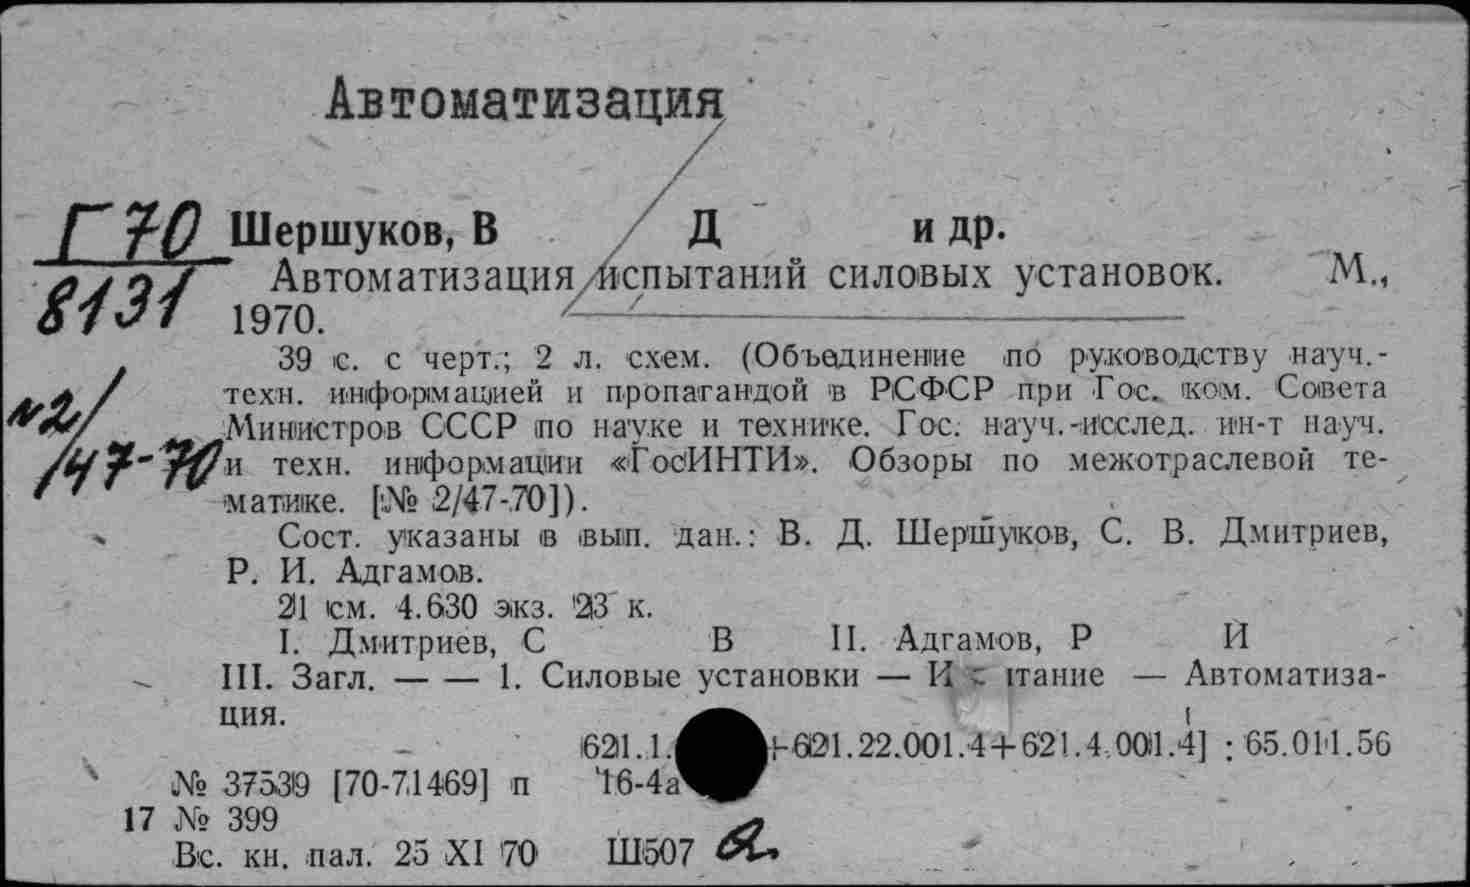 Автоматизация
Г70 Шершуков, В Д и др.
8131 Автоматизация испытаний силовых установок. М.,
1970.
39 с. с черт.; 2 л. схем. (Объединение по руководству науч.-
техн. информацией и пропагандой в РСФСР при Гос. ком. Совета
№2/ Министров СССР по науке и технике. Гос. науч.-исслед. ин-т науч.
/47-70 и техн. информации «ГосИНТИ». Обзоры по межотраслевой те-
матике. [№ 2/47-70]).
Сост. указаны в вып. дан.: В. Д. Шершуков, С. В. Дмитриев,
Р. И. Адгамов.
21 см. 4.630 экз. 23 к.
I. Дмитриев, С В II. Адгамов, Р И
III. Загл. — — 1. Силовые установки — — Автоматиза-
ция.
621.1. +621.22.001.4+621.4.001.4] : 65.011.56
№ 37539 [70-71469] п 16-4а
17 № 399
Вс. кн. пал. 25 XI 70 Ш507